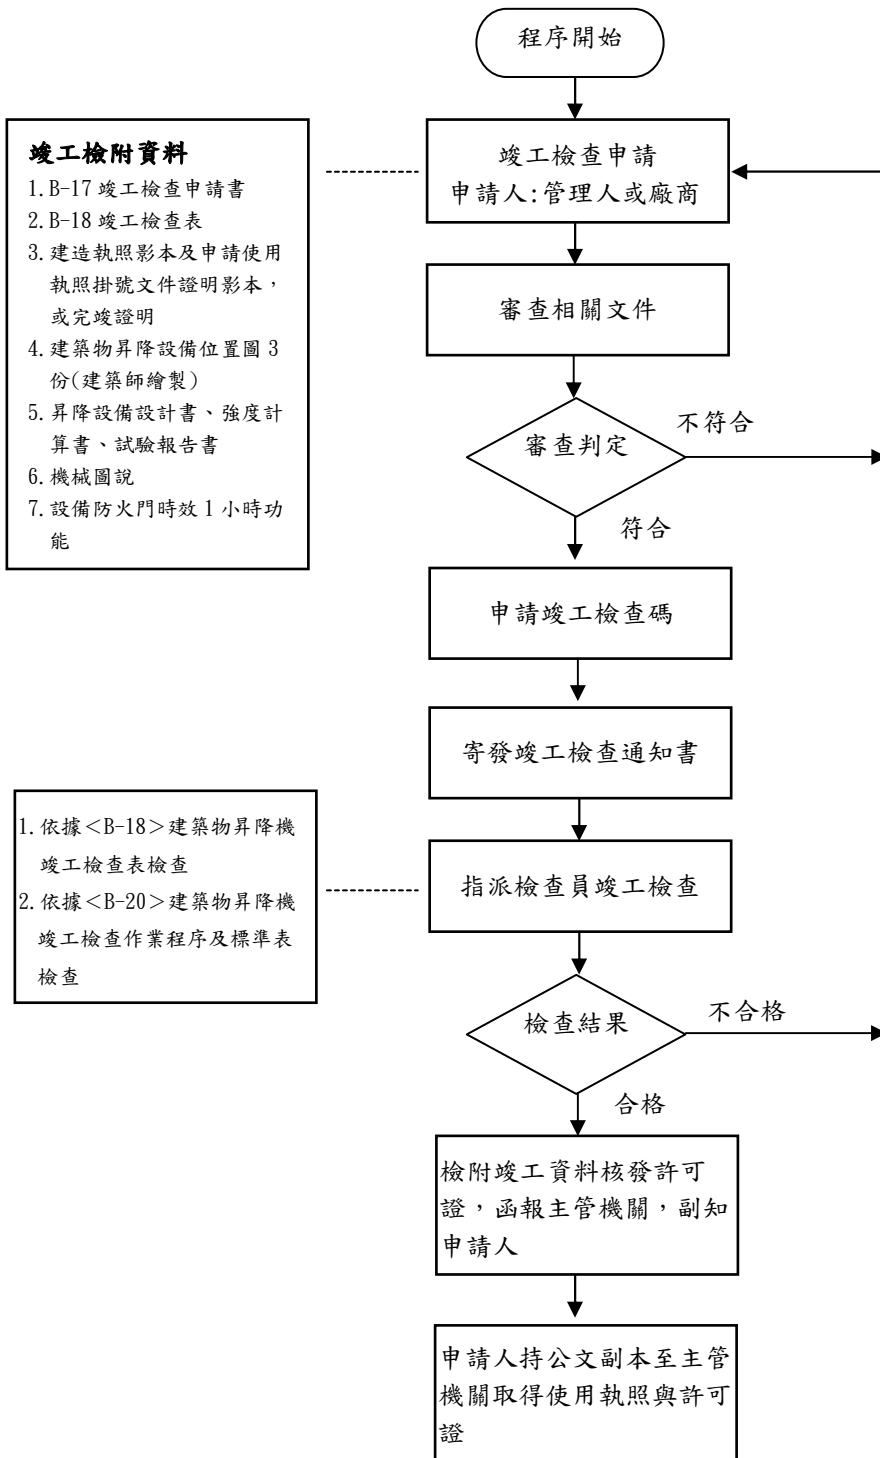 程序開始
竣工檢查申請
申請人:管理人或廠商
竣工檢附資料
1.B-17 竣工檢查申請書
2.B-18 竣工檢查表
3.建造執照影本及申請使用
執照掛號文件證明影本，
或完竣證明
4.建築物昇降設備位置圖 3
份(建築師繪製)
5.昇降設備設計書、強度計
算書、試驗報告書
6.機械圖說
7.設備防火門時效 1 小時功
能
審查相關文件
審查判定
不符合
符合
申請竣工檢查碼
寄發竣工檢查通知書
1.依據＜B-18＞建築物昇降機
竣工檢查表檢查
2.依據＜B-20＞建築物昇降機
竣工檢查作業程序及標準表
檢查
指派檢查員竣工檢查
檢查結果
不合格
合格
檢附竣工資料核發許可
證，函報主管機關，副知
申請人
申請人持公文副本至主管
機關取得使用執照與許可
證